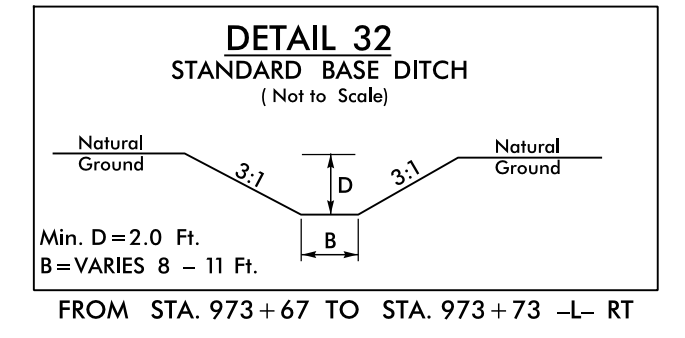 DETAIL 32
STANDARD BASE DITCH
( Not to Scale)
Natural
Ground
3:1
D
3:1
Natural
Ground
Min. D=2.0 Ft.
B
B=VARIES 8 – 11 Ft.
FROM STA. 973+67 TO STA. 973+73 –L– RT